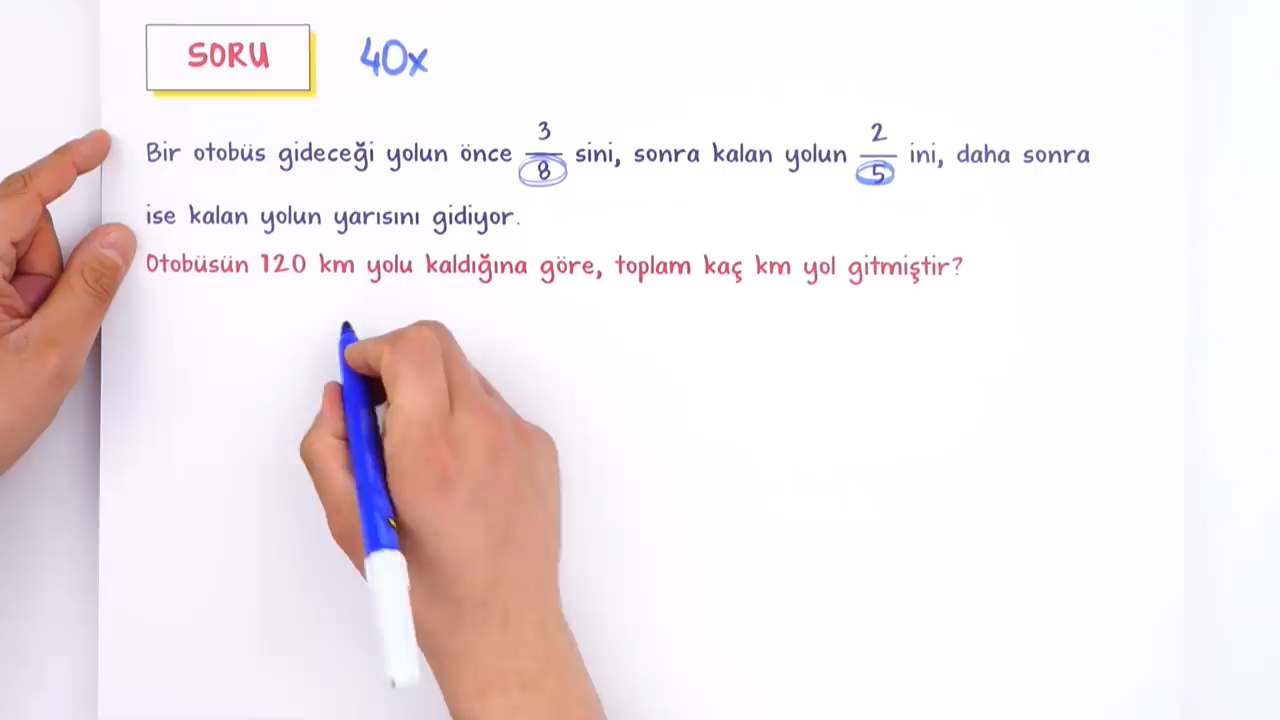 SORU 40x
Bir otobüs gideceği yolun önce 3/8 sini, sonra kalan yolun 2/5 ini, daha sonra
ise kalan yolun yarısını gidiyor.
Otobüsün 120 km yolu kaldığına göre, toplam kaç km yol gitmiştir?